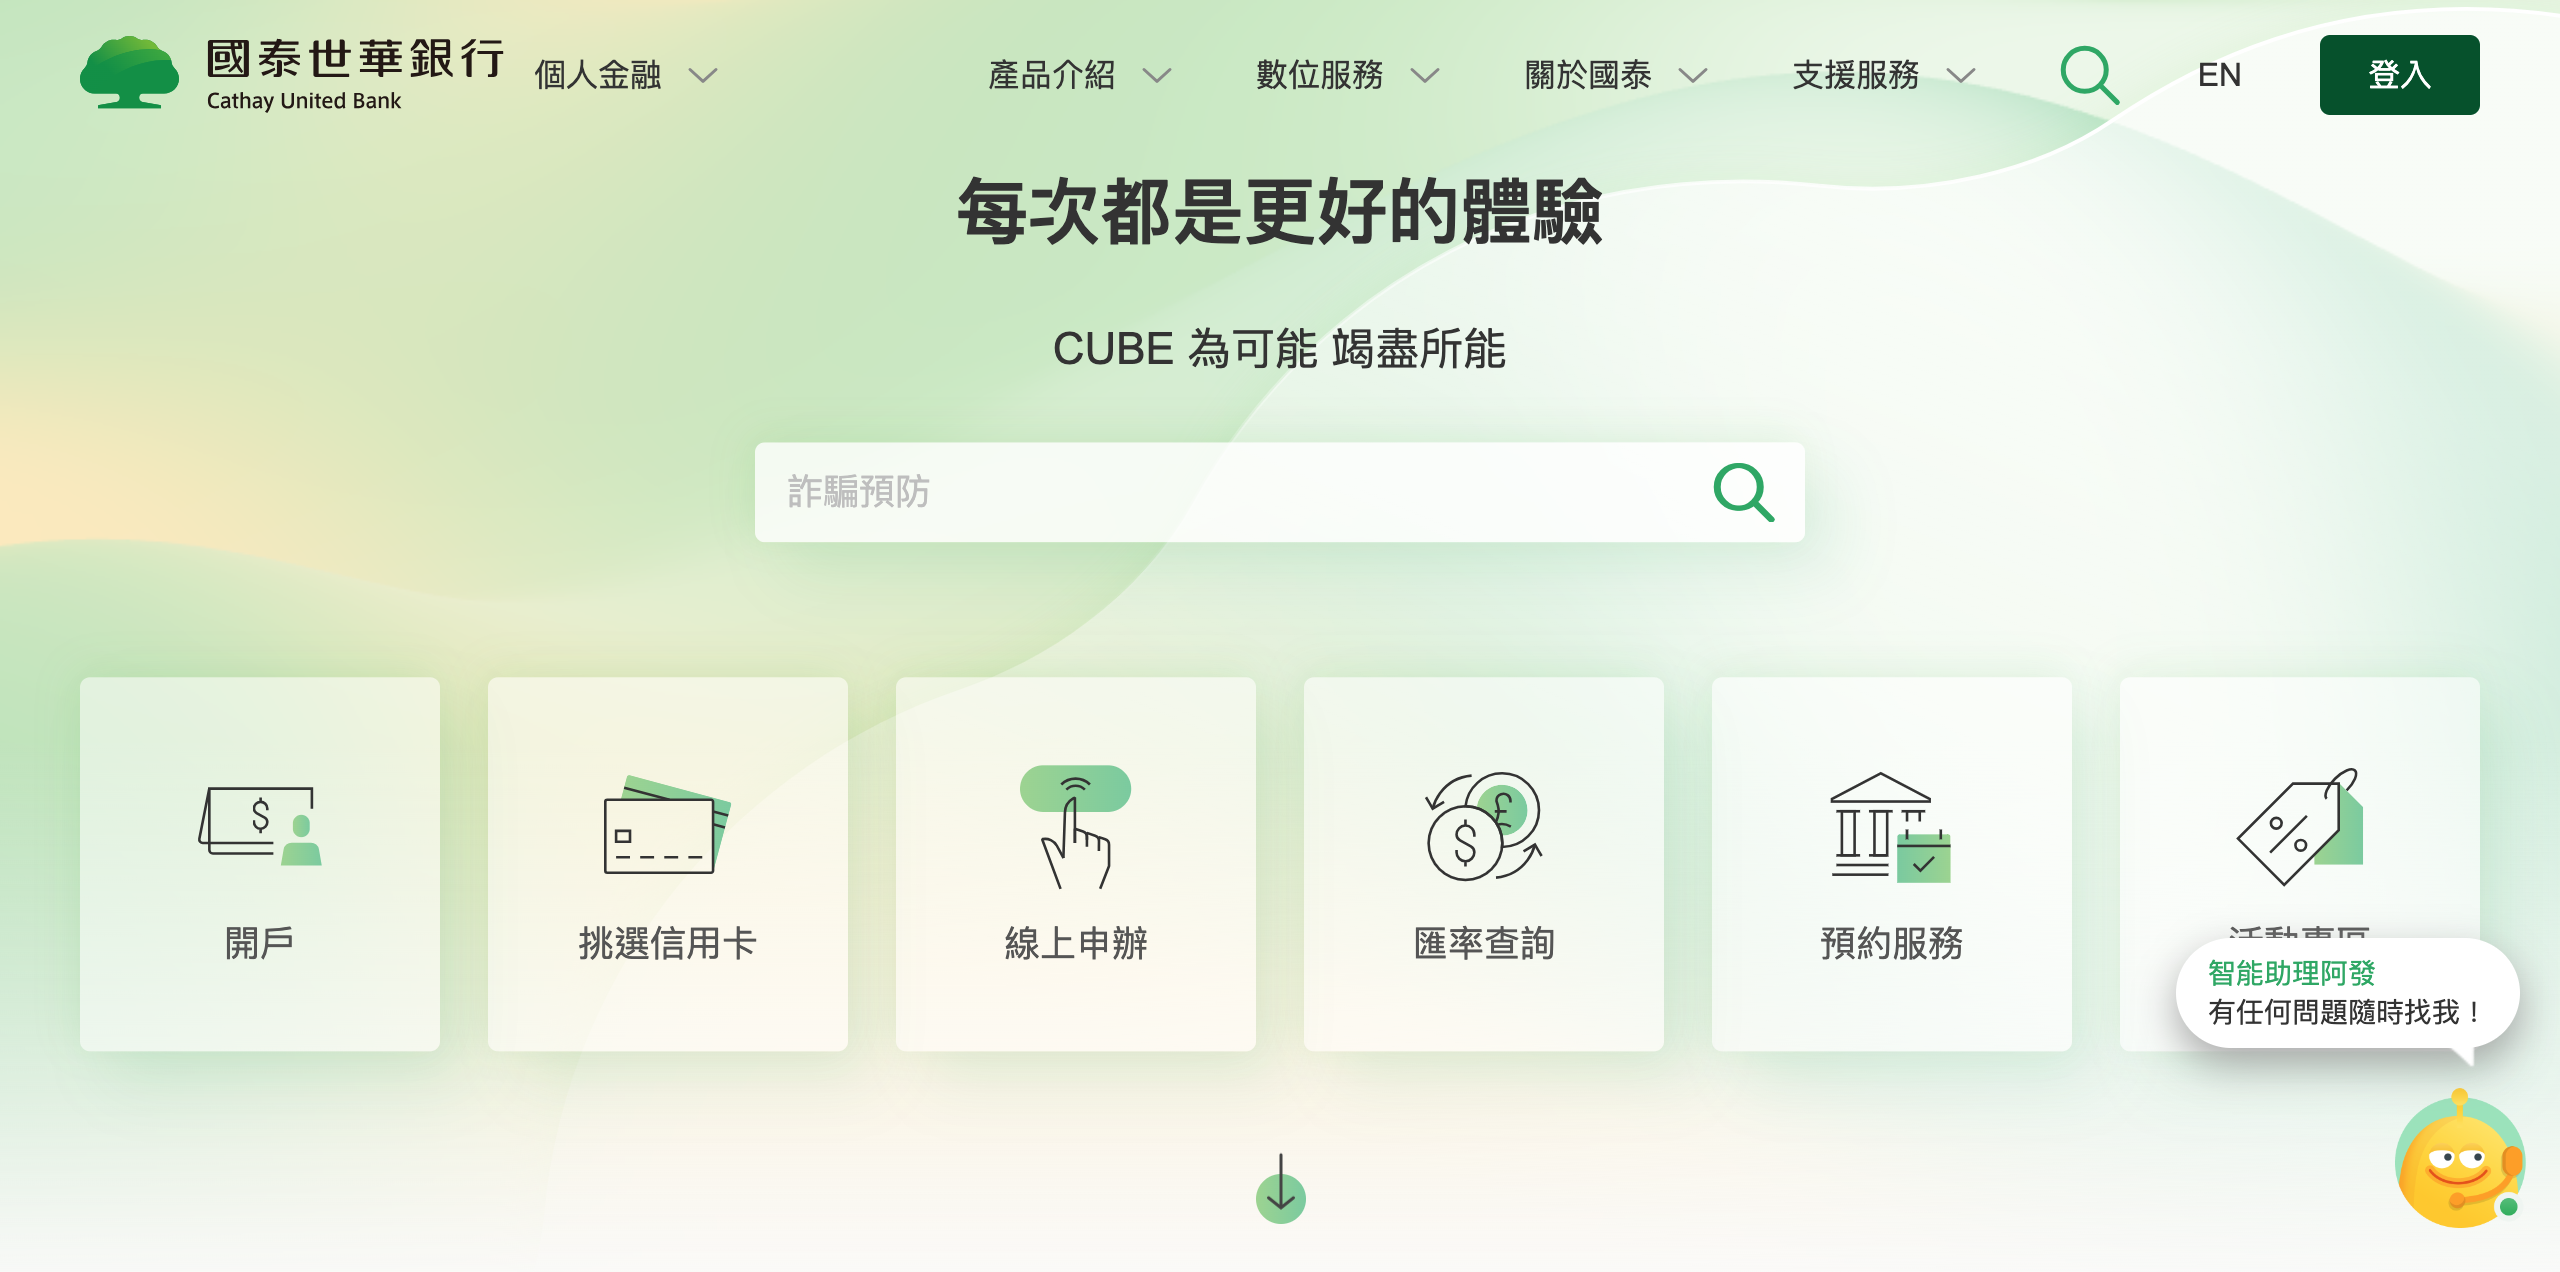 國泰世華銀行
Cathay United Bank
個人金融
產品介紹
數位服務
關於國泰
支援服務
EN
登入
每次都是更好的體驗
CUBE 為可能 竭盡所能
詐騙預防
開戶
挑選信用卡
線上申辦
匯率查詢
預約服務
活動專區
智能助理阿發
有任何問題隨時找我！